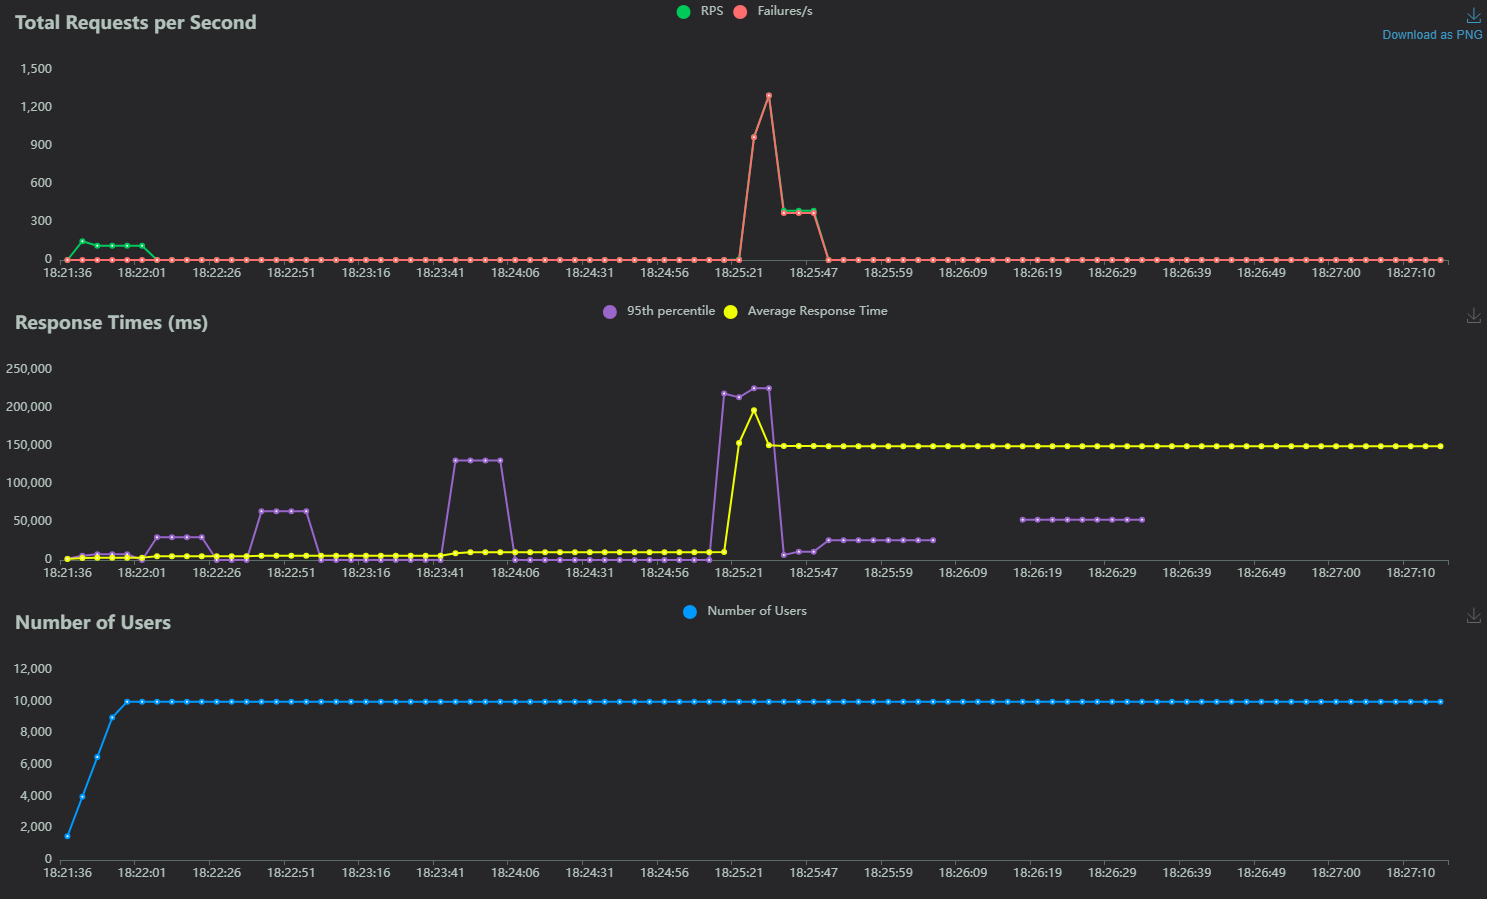 Total Requests per Second
RPS Failures/s
Download as PNG
1,500
1,200
900
600
300
0
18:21:36 18:22:01 18:22:26 18:22:51 18:23:16 18:23:41 18:24:06 18:24:31 18:24:56 18:25:21 18:25:47 18:25:59 18:26:09 18:26:19 18:26:29 18:26:39 18:26:49 18:27:00 18:27:10
Response Times (ms)
95th percentile Average Response Time
250,000
200,000
150,000
100,000
50,000
0
18:21:36 18:22:01 18:22:26 18:22:51 18:23:16 18:23:41 18:24:06 18:24:31 18:24:56 18:25:21 18:25:47 18:25:59 18:26:09 18:26:19 18:26:29 18:26:39 18:26:49 18:27:00 18:27:10
Number of Users
Number of Users
12,000
10,000
8,000
6,000
4,000
2,000
0
18:21:36 18:22:01 18:22:26 18:22:51 18:23:16 18:23:41 18:24:06 18:24:31 18:24:56 18:25:21 18:25:47 18:25:59 18:26:09 18:26:19 18:26:29 18:26:39 18:26:49 18:27:00 18:27:10